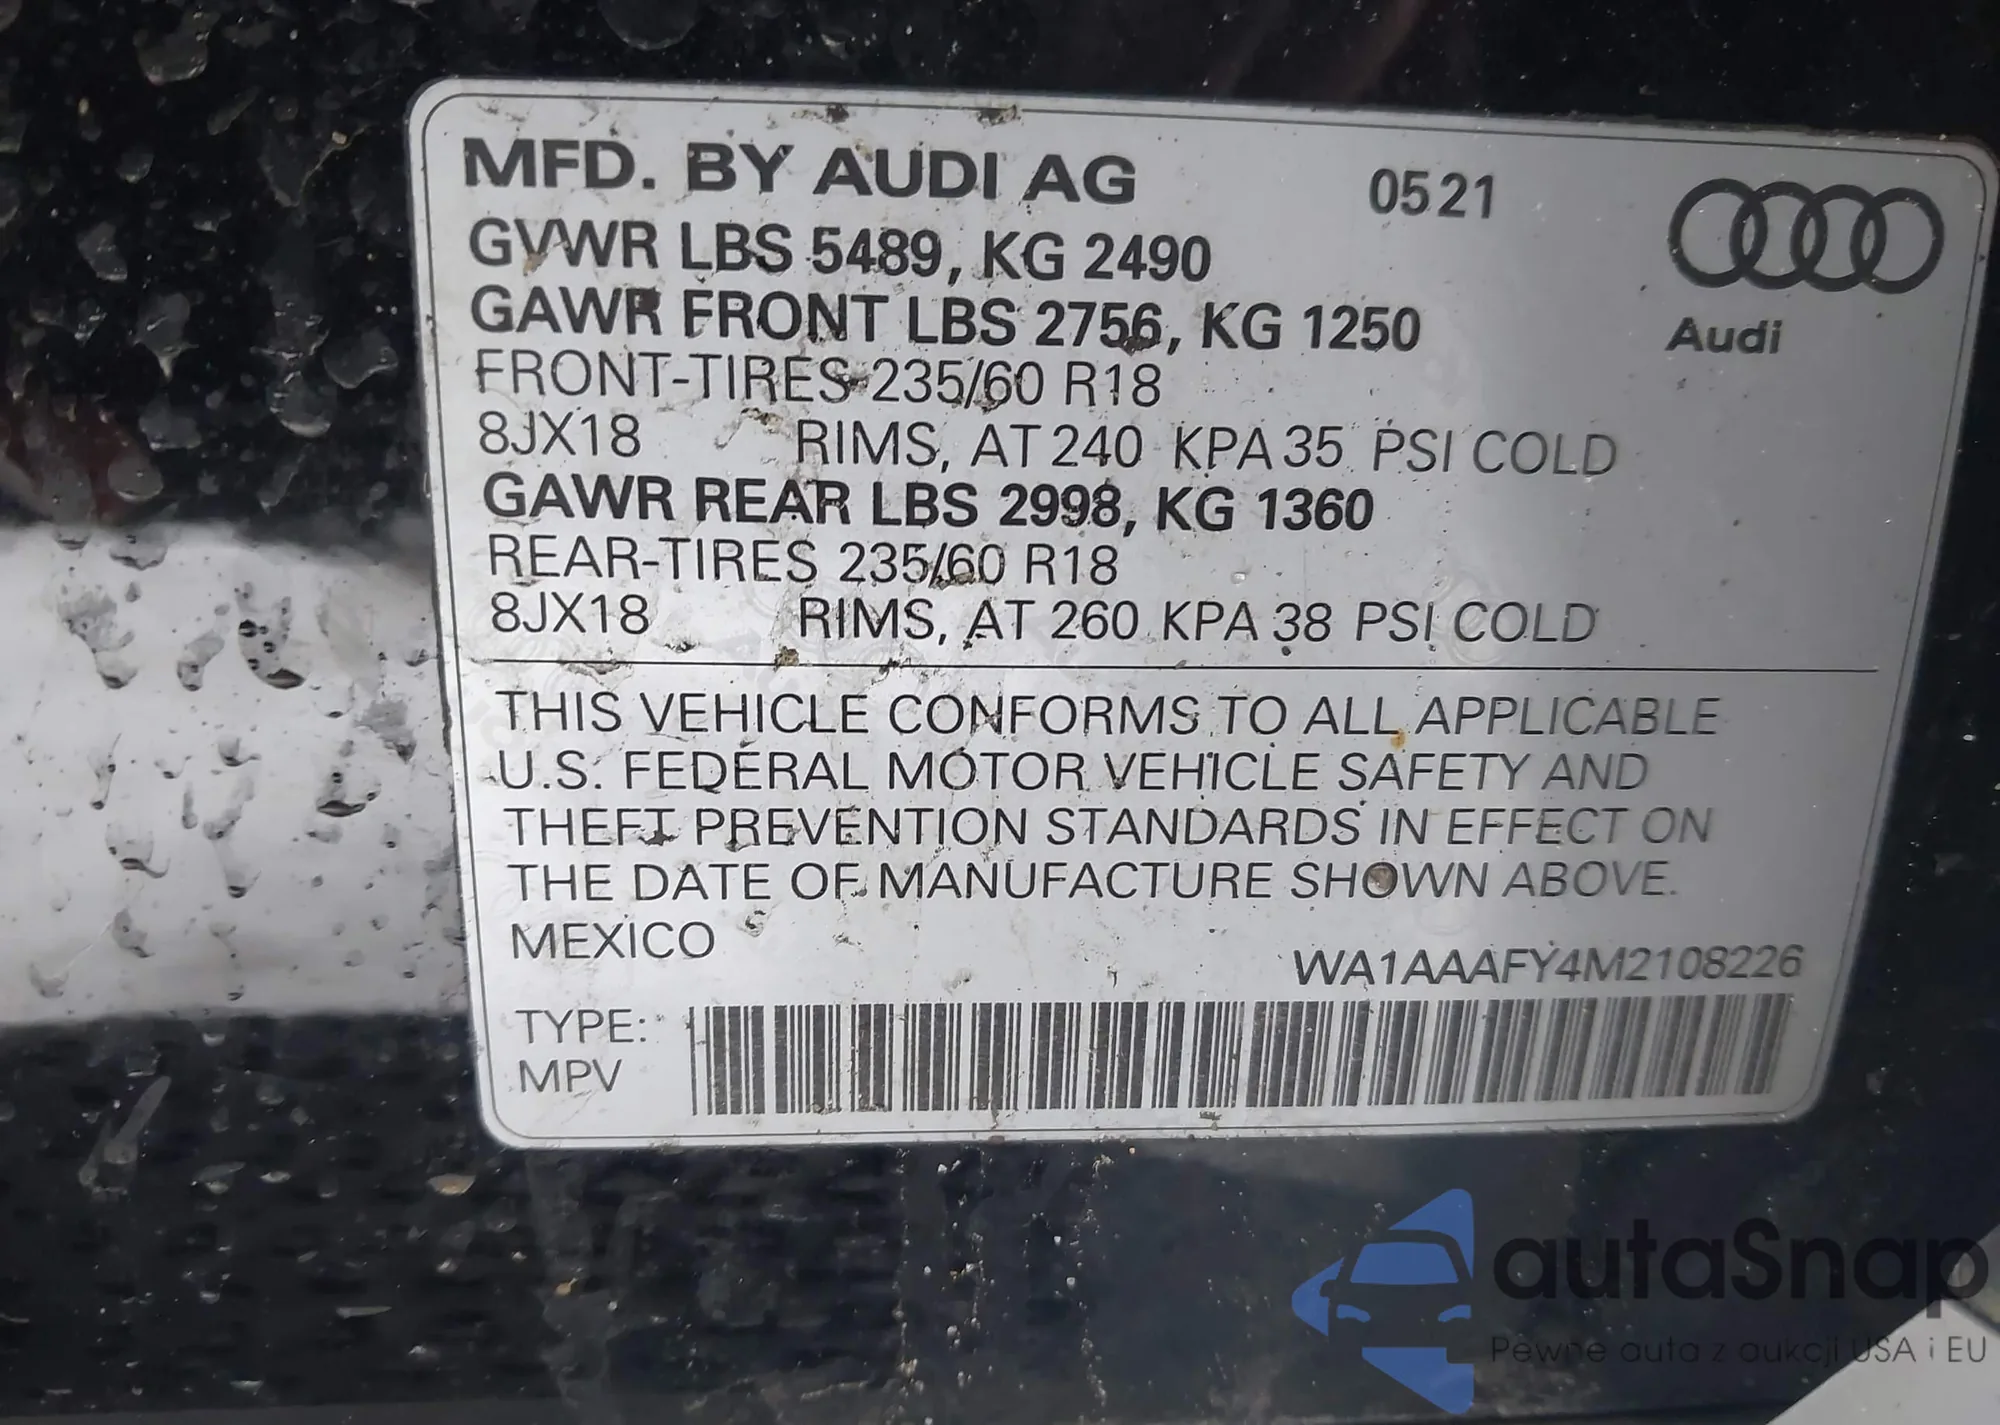 MFD. BY AUDI AG 0521
GVWR LBS 5489, KG 2490
GAWR FRONT LBS 2756, KG 1250
Audi
FRONT-TIRES 235/60 R18
8JX18 RIMS, AT 240 KPA 35 PSI COLD
GAWR REAR LBS 2998, KG 1360
REAR-TIRES 235/60 R18
8JX18 RIMS, AT 260 KPA 38 PSI COLD
THIS VEHICLE CONFORMS TO ALL APPLICABLE
U.S. FEDERAL MOTOR VEHICLE SAFETY AND
THEFT PREVENTION STANDARDS IN EFFECT ON
THE DATE OF MANUFACTURE SHOWN ABOVE.
MEXICO
WA1AAAFY4M2108226
TYPE:
MPV
autaSnap
Pewne auta z aukcji USA i EU